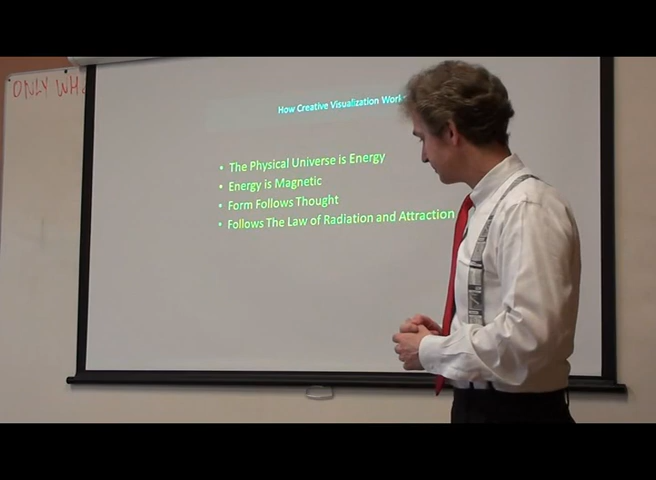 ONLY
How Creative Visualization Work
• The Physical Universe is Energy
• Energy is Magnetic
• Form Follows Thought
• Follows The Law of Radiation and Attraction